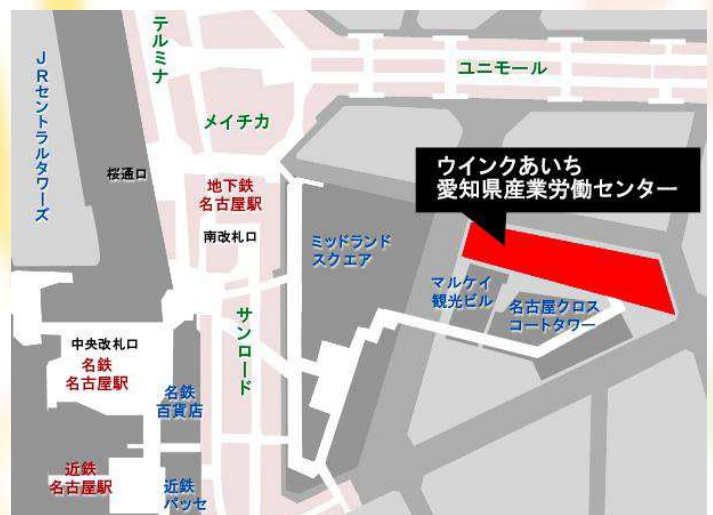 テルミナ
ユニモール
JRセントラルタワーズ
メイチカ
桜通口
地下鉄
名古屋駅
南改札口
ウインクあいち
愛知県産業労働センター
ミッドランド
スクエア
マルケイ
観光ビル
名古屋クロス
コートタワー
サンロード
中央改札口
名鉄
名古屋駅
名鉄
百貨店
近鉄
名古屋駅
近鉄
パッセ